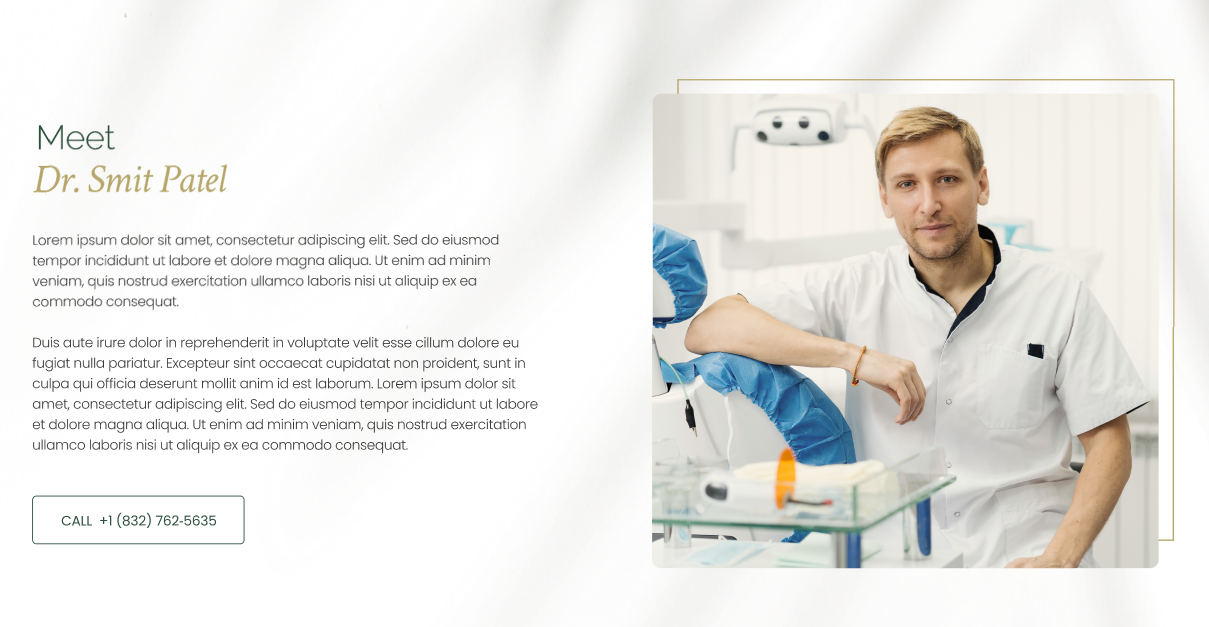 Meet
Dr. Smit Patel
Lorem ipsum dolor sit amet, consectetur adipiscing elit. Sed do eiusmod
tempor incididunt ut labore et dolore magna aliqua. Ut enim ad minim
veniam, quis nostrud exercitation ullamco laboris nisi ut aliquip ex ea
commodo consequat.
Duis aute irure dolor in reprehenderit in voluptate velit esse cillum dolore eu
fugiat nulla pariatur. Excepteur sint occaecat cupidatat non proident, sunt in
culpa qui officia deserunt mollit anim id est laborum. Lorem ipsum dolor sit
amet, consectetur adipiscing elit. Sed do eiusmod tempor incididunt ut labore
et dolore magna aliqua. Ut enim ad minim veniam, quis nostrud exercitation
ullamco laboris nisi ut aliquip ex ea commodo consequat.
CALL +1 (832) 762-5635